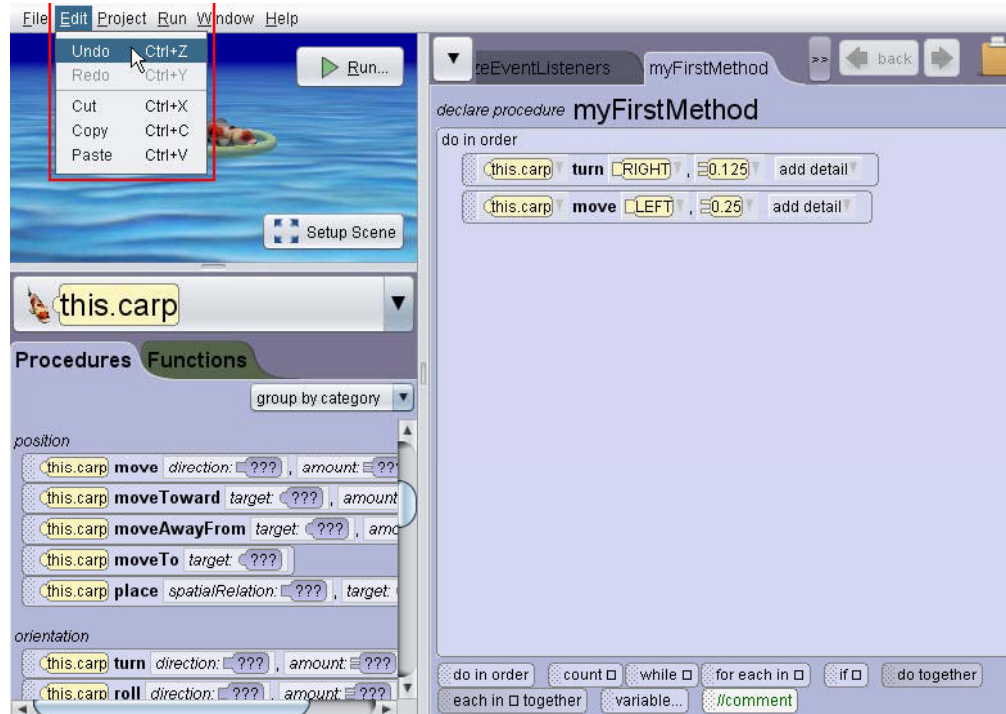 File Edit Project Run Window Help
Undo Ctrl+Z
Redo Ctrl+Y
Cut Ctrl+X
Copy Ctrl+C
Paste Ctrl+V
Run...
Setup Scene
this.carp
Procedures Functions
group by category
position
this.carp move direction: ??? , amount: ??
this.carp moveToward target: ??? , amount
this.carp moveAwayFrom target: ??? , amo
this.carp moveTo target: ???
this.carp place spatialRelation: ??? , target:
orientation
this.carp turn direction: ??? , amount: ???
this.carp roll direction: ??? , amount: ???
zeEventListeners myFirstMethod >> back
declare procedure myFirstMethod
do in order
this.carp turn RIGHT , 0.125 add detail
this.carp move LEFT , 0.25 add detail
do in order count while for each in if do together
each in together variable... //comment